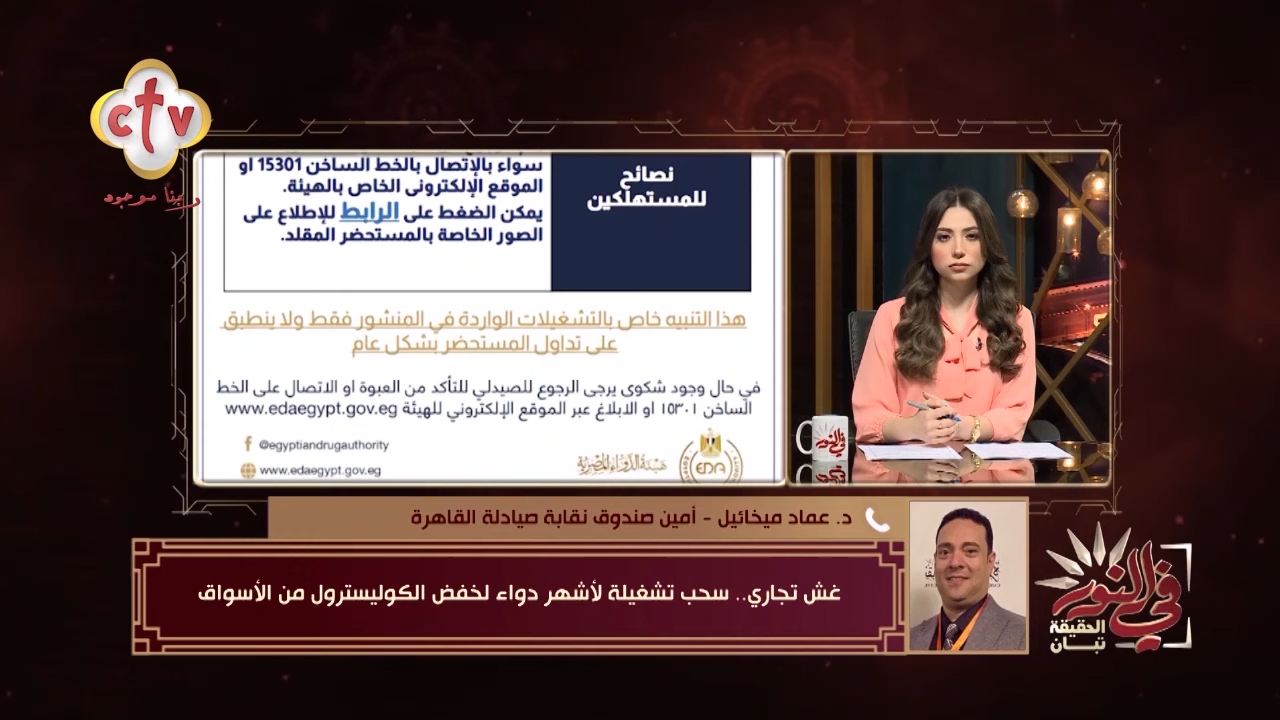 ctv
ربنا موجود
سواء بالإتصال بالخط الساخن 15301 او
الموقع الإلكترونى الخاص بالهيئة.
يمكن الضغط على الرابط للإطلاع على
الصور الخاصة بالمستحضر المقلد.
نصائح
للمستهلكين
هذا التنبيه خاص بالتشغيلات الواردة في المنشور فقط ولا ينطبق
على تداول المستحضر بشكل عام
في حال وجود شكوى يرجى الرجوع للصيدلي للتأكد من العبوة او الاتصال على الخط
الساخن ١٥٣٠١ او الابلاغ عبر الموقع الإلكتروني للهيئة www.edaegypt.gov.eg
@egyptiandrugauthority
www.edaegypt.gov.eg
هيئة الدواء المصرية
EDA
في النور
د. عماد ميخائيل - أمين صندوق نقابة صيادلة القاهرة
غش تجاري.. سحب تشغيلة لأشهر دواء لخفض الكوليسترول من الأسواق
في النور
الحقيقة
تبان